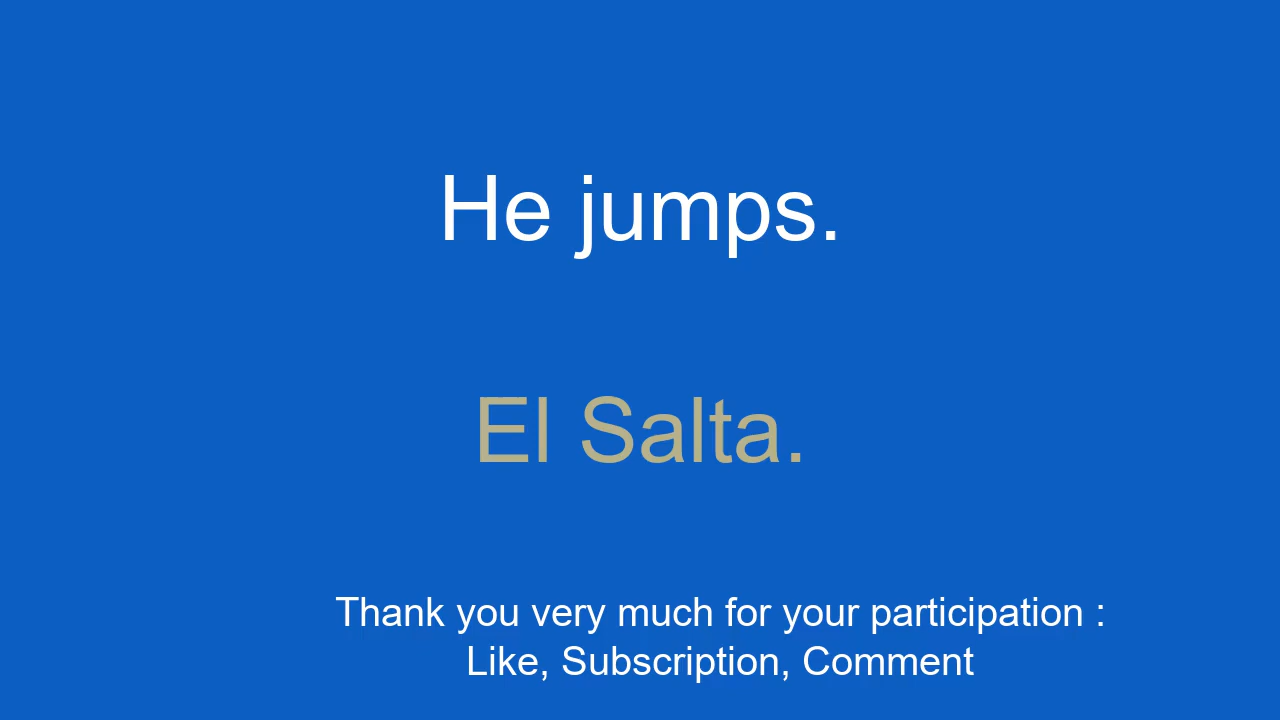 He jumps.
El Salta.
Thank you very much for your participation :
Like, Subscription, Comment